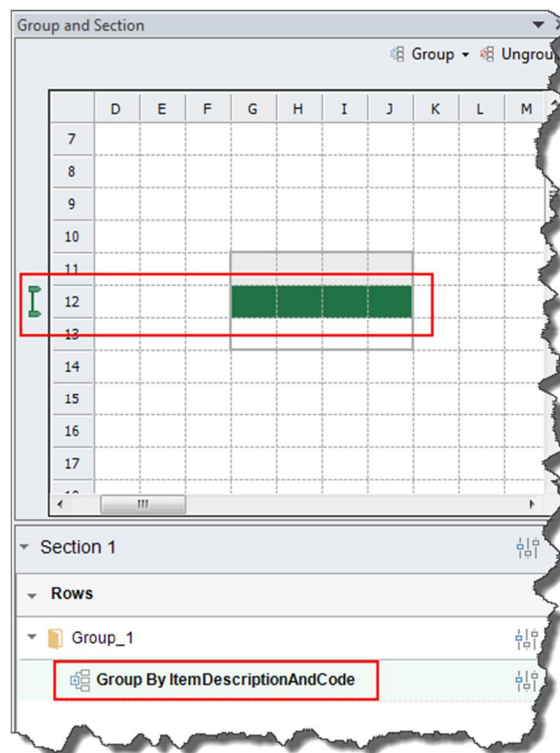 Group and Section
Group Ungroup
D E F G H I J K L M
7
8
9
10
11
12
13
14
15
16
17
Section 1
Rows
Group_1
Group By ItemDescriptionAndCode